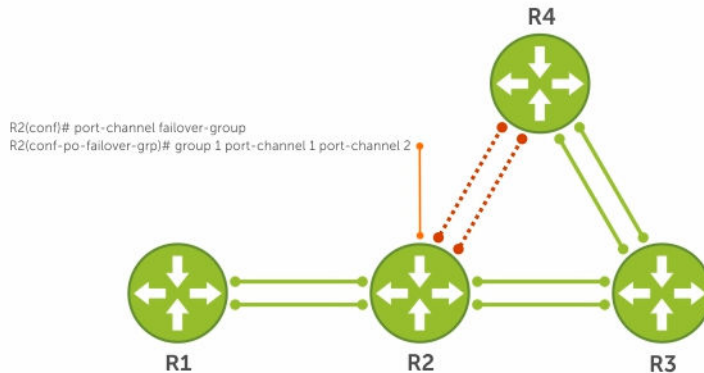 R4
R2(conf)# port-channel failover-group
R2(conf-po-failover-grp)# group 1 port-channel 1 port-channel 2
R1
R2
R3